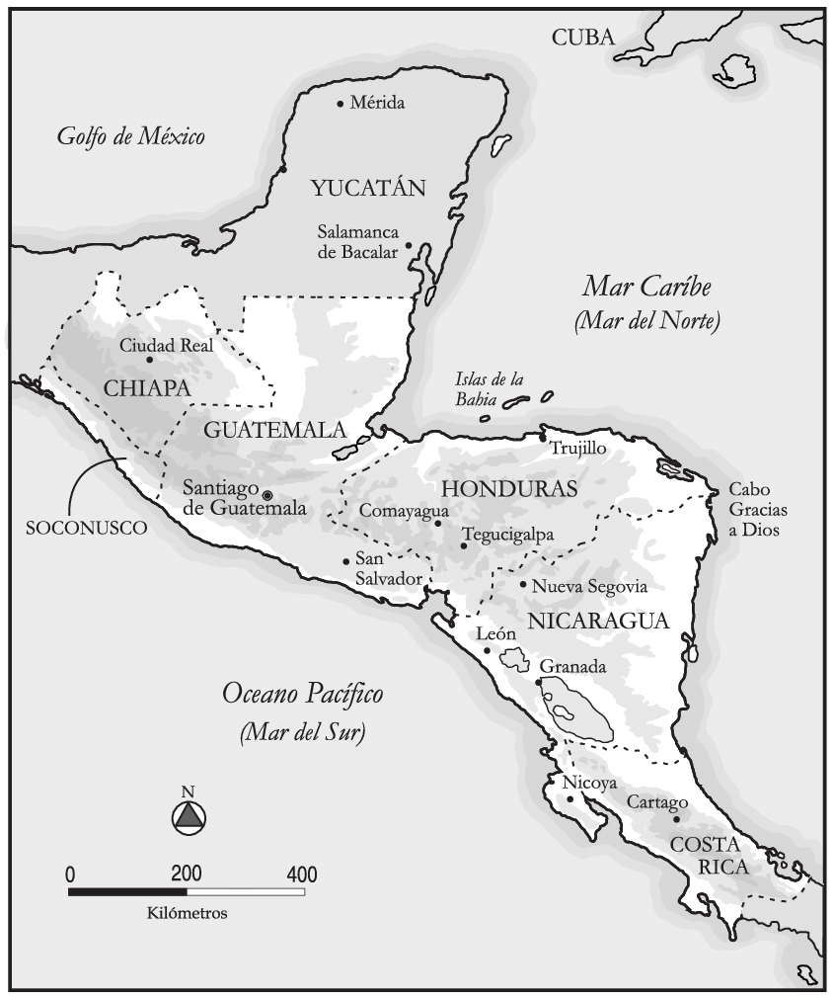 CUBA
Mérida
Golfo de México
YUCATÁN
Salamanca
de Bacalar
Mar Caríbe
(Mar del Norte)
Ciudad Real
CHIAPA
Islas de la
Bahia
GUATEMALA
Trujillo
Santiago
de Guatemala
HONDURAS
Cabo
Gracias
a Dios
Comayagua
SOCONUSCO
Tegucigalpa
San
Salvador
Nueva Segovia
NICARAGUA
León
Granada
Oceano Pacífico
(Mar del Sur)
Nicoya
N
Cartago
COSTA
RICA
0 200 400
Kilómetros